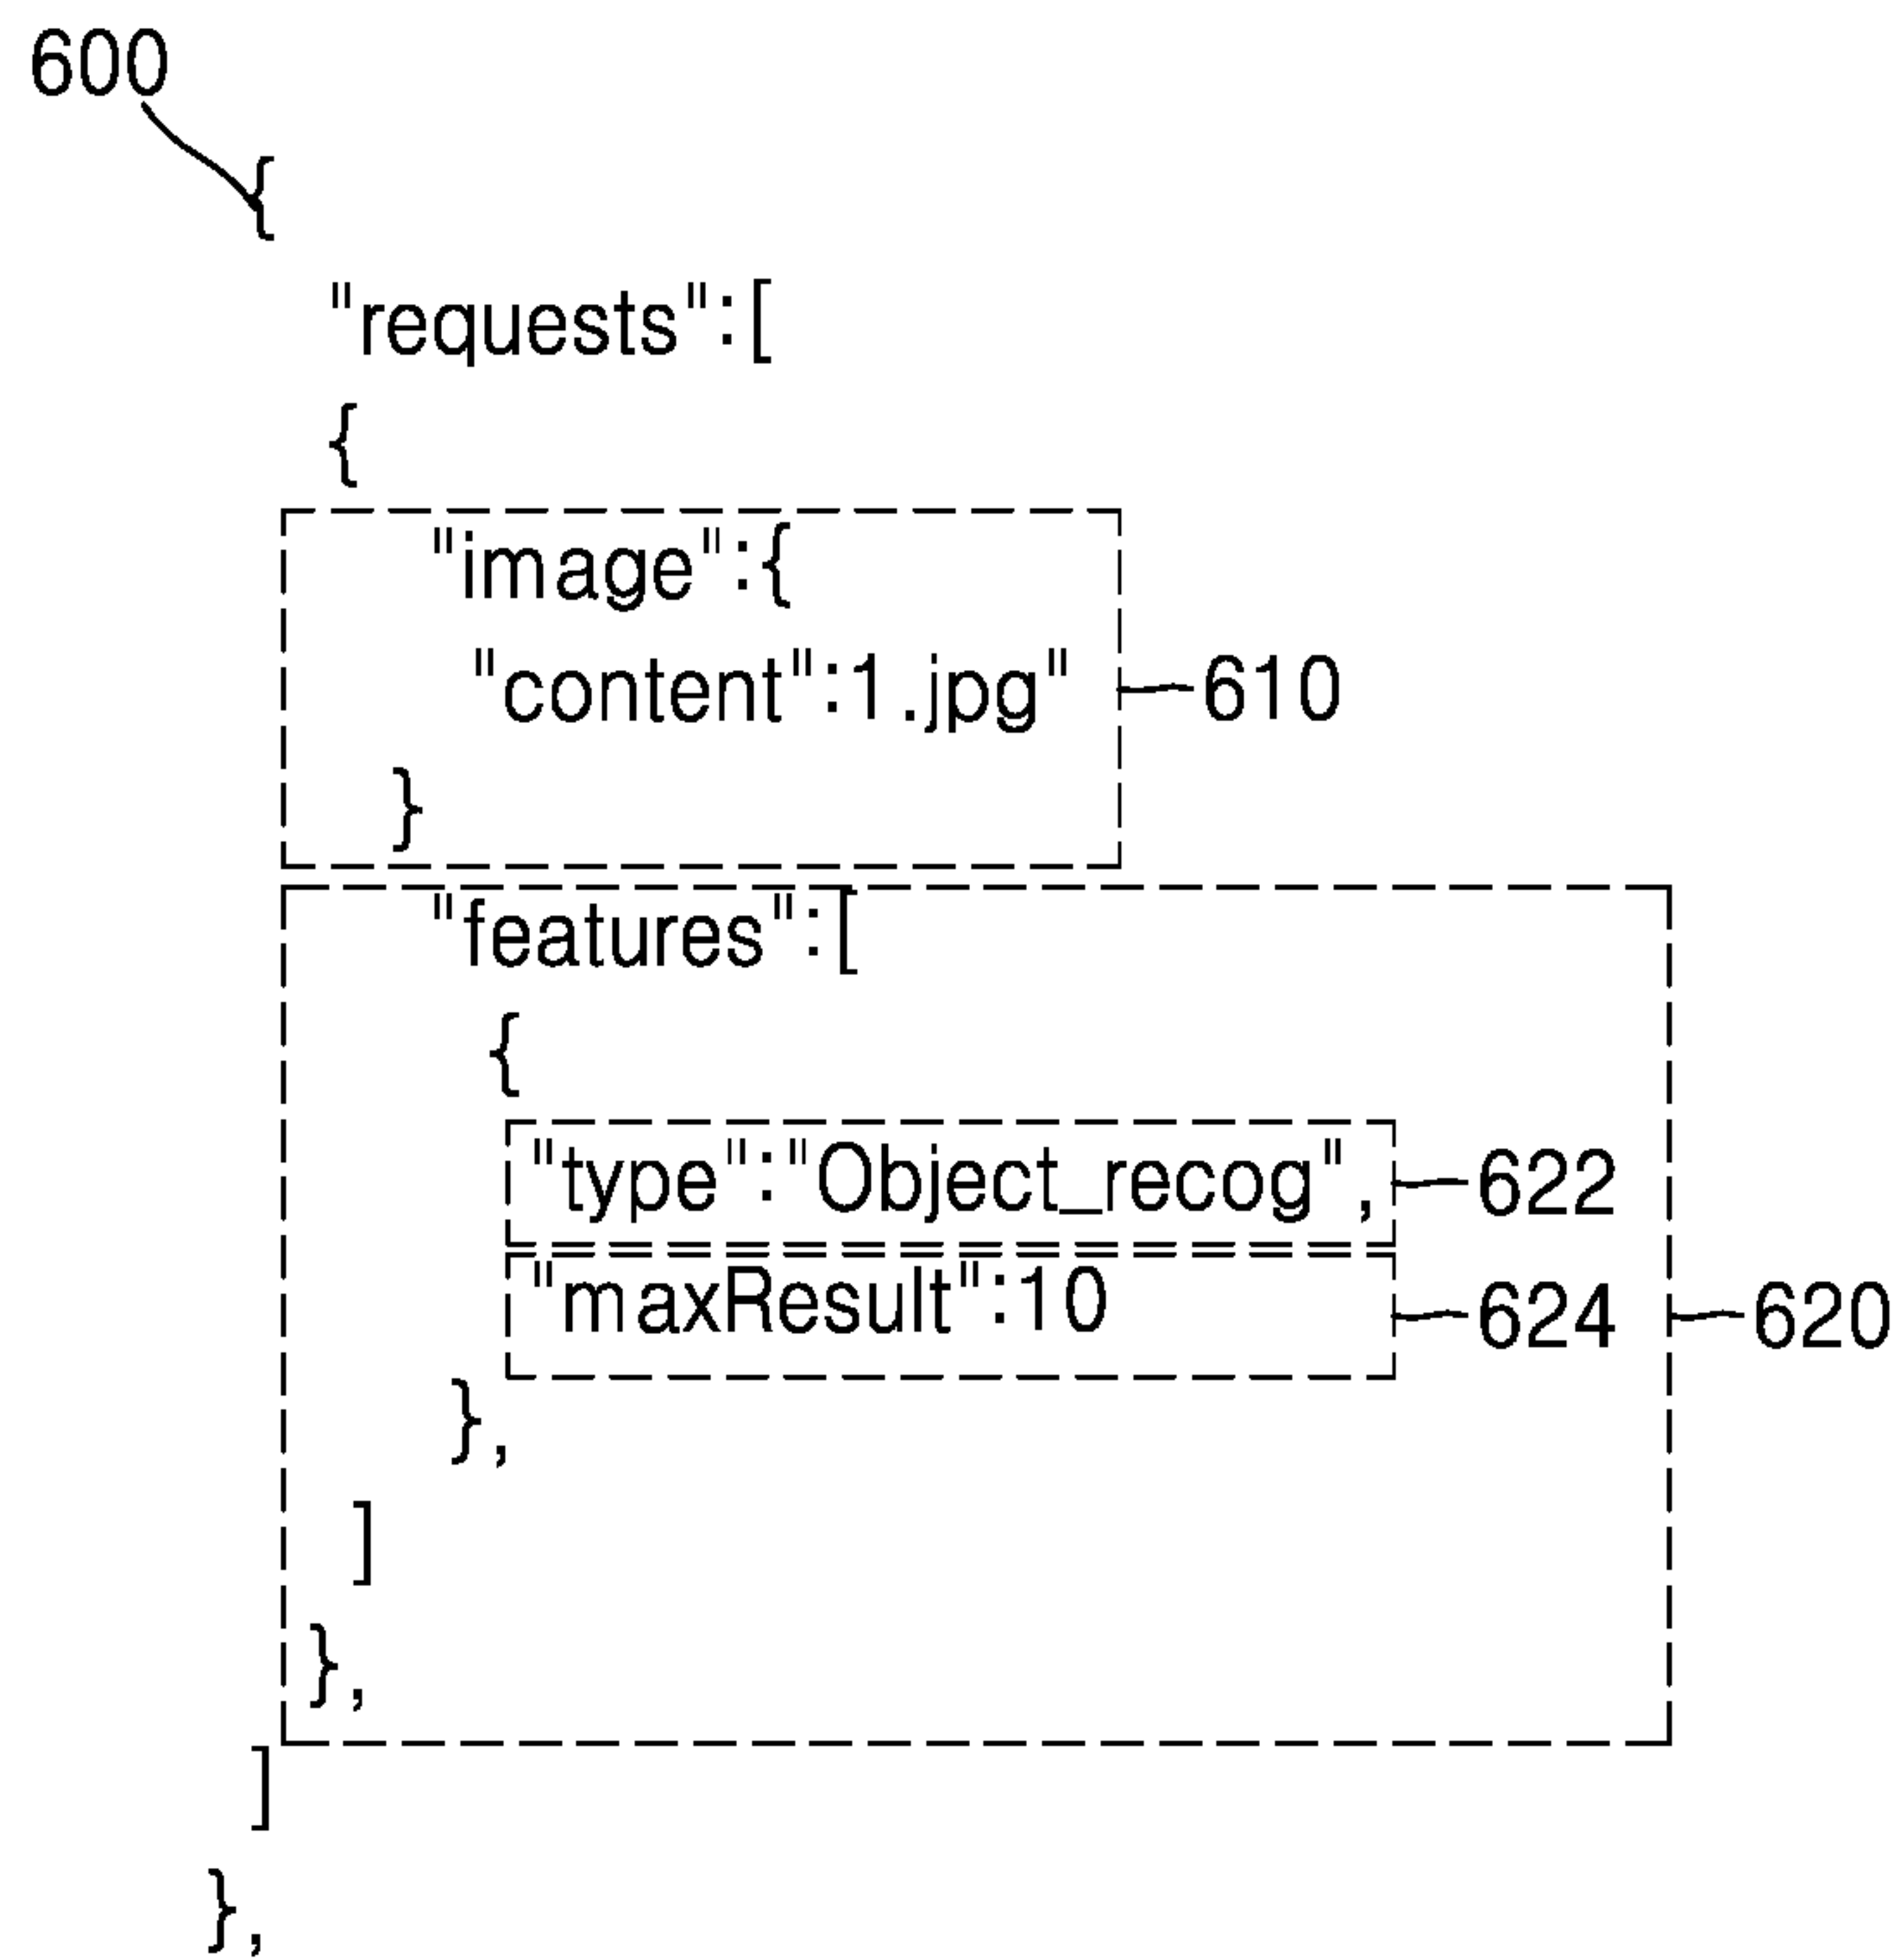 600
{
"requests":[
{
"image":{
"content":1.jpg" 610
}
"features":[
{
"type":"Object_recog", 622
"maxResult":10 624 620
},
]
},
]
},